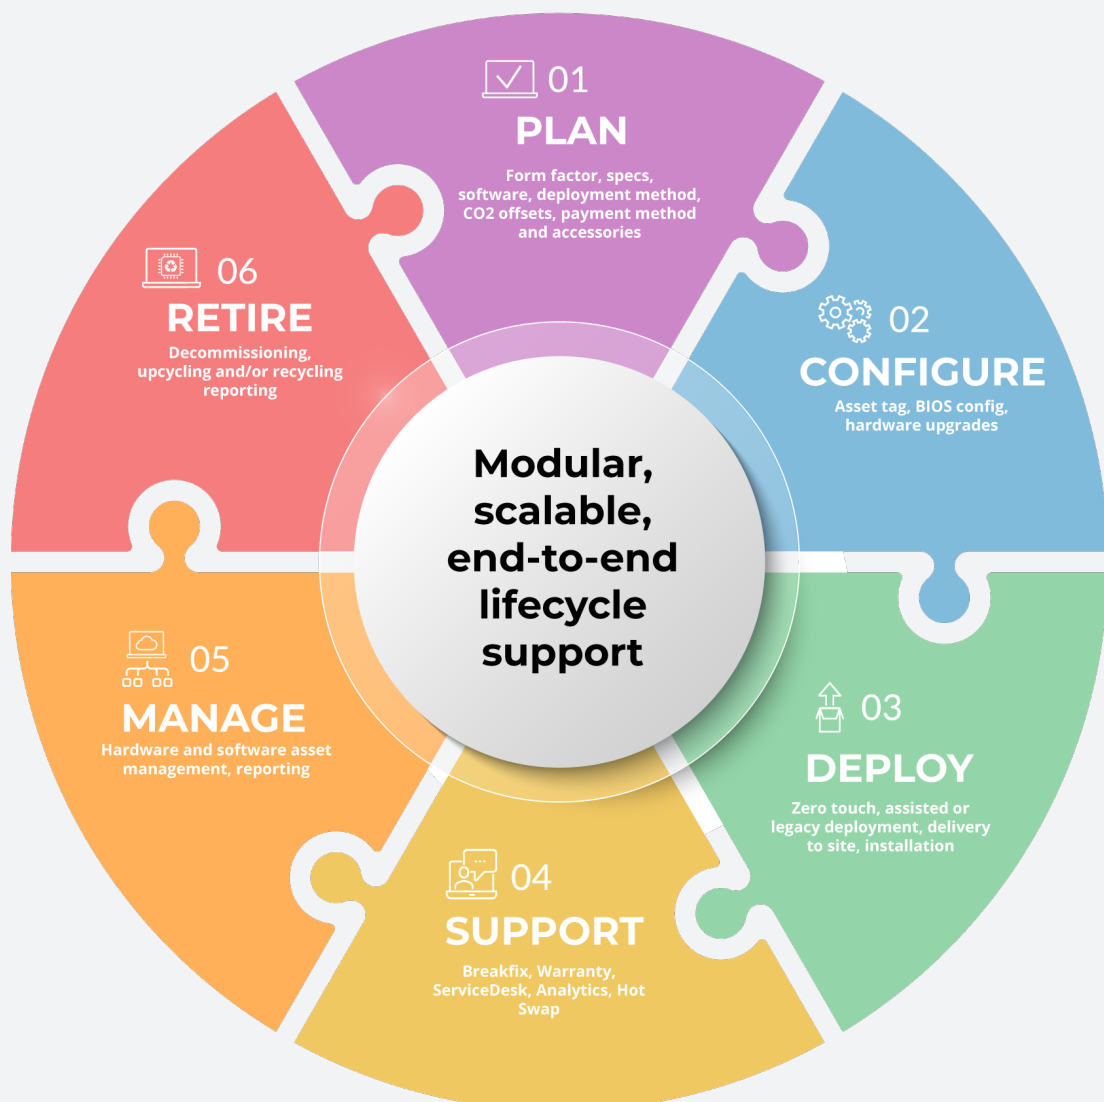 01
PLAN
Form factor, specs,
software, deployment method,
CO2 offsets, payment method
and accessories
02
CONFIGURE
Asset tag, BIOS config,
hardware upgrades
03
DEPLOY
Zero touch, assisted or
legacy deployment, delivery
to site, installation
04
SUPPORT
Breakfix, Warranty,
ServiceDesk, Analytics, Hot
Swap
05
MANAGE
Hardware and software asset
management, reporting
06
RETIRE
Decommissioning,
upcycling and/or recycling
reporting
Modular,
scalable,
end-to-end
lifecycle
support